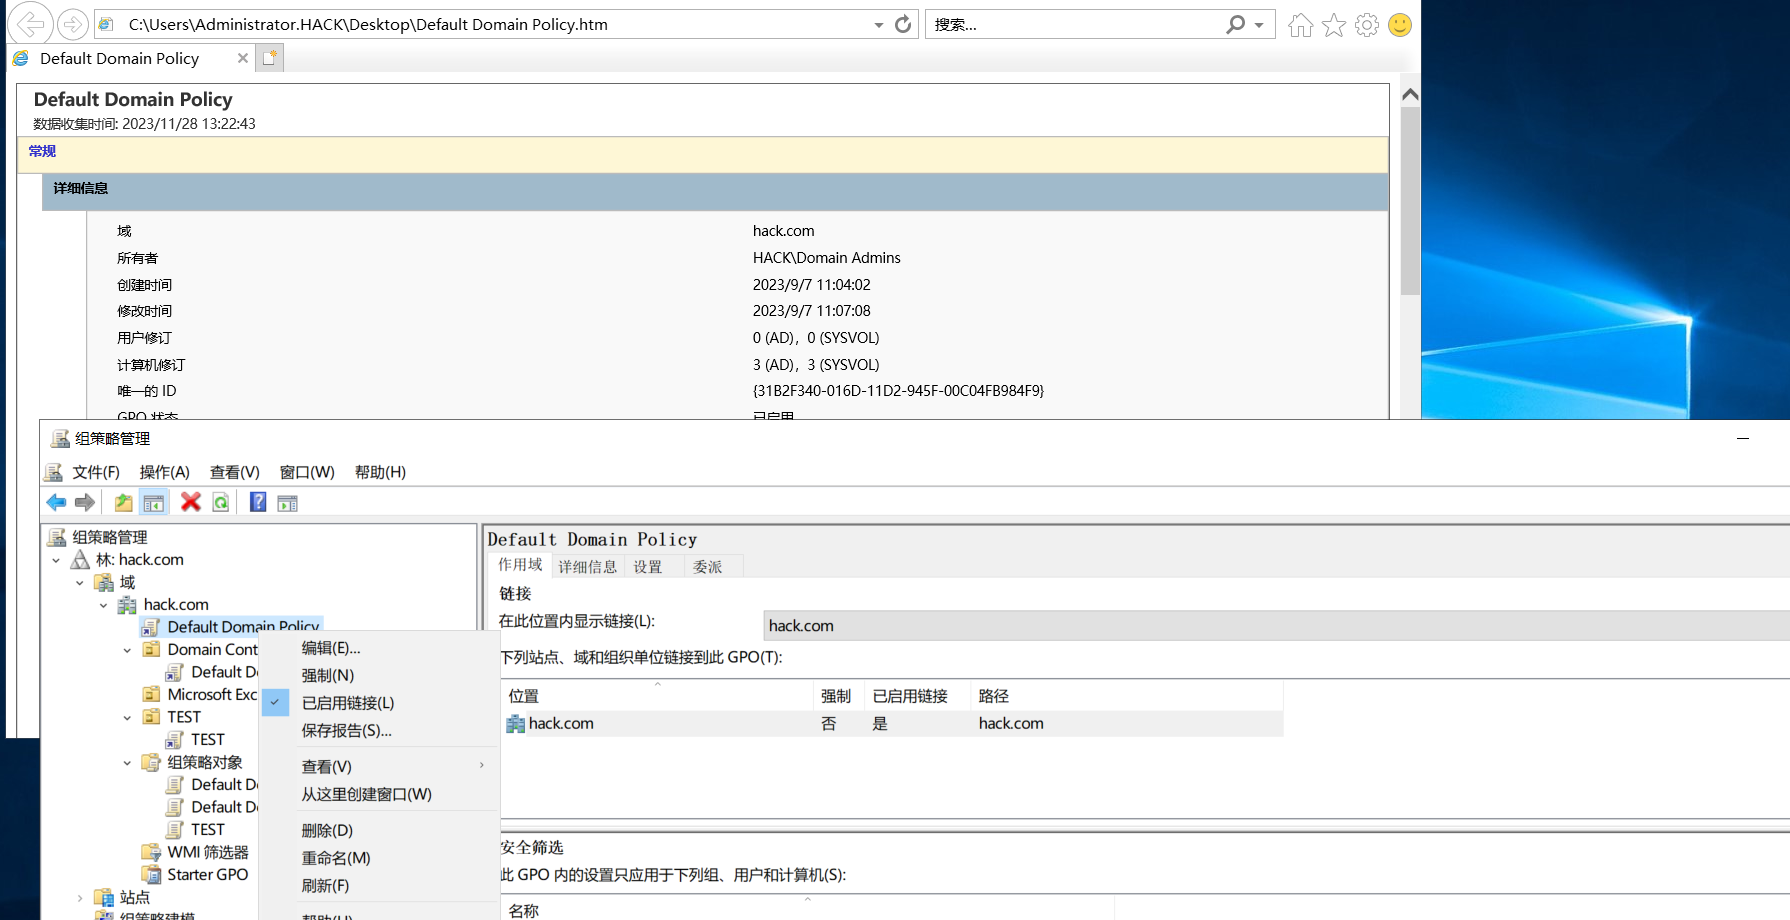 C:\Users\Administrator.HACK\Desktop\Default Domain Policy.htm
搜索...
Default Domain Policy
Default Domain Policy
数据收集时间: 2023/11/28 13:22:43
常规
详细信息
域 hack.com
所有者 HACK\Domain Admins
创建时间 2023/9/7 11:04:02
修改时间 2023/9/7 11:07:08
用户修订 0 (AD)，0 (SYSVOL)
计算机修订 3 (AD)，3 (SYSVOL)
唯一的 ID {31B2F340-016D-11D2-945F-00C04FB984F9}
GPO 状态 已启用
组策略管理
文件(F) 操作(A) 查看(V) 窗口(W) 帮助(H)
组策略管理
林: hack.com
域
hack.com
Default Domain Policy
Domain Cont
Default Do
Microsoft Exc
TEST
TEST
组策略对象
Default Do
Default Do
TEST
WMI 筛选器
Starter GPO
站点
组策略建模
编辑(E)...
强制(N)
已启用链接(L)
保存报告(S)...
查看(V)
从这里创建窗口(W)
删除(D)
重命名(M)
刷新(F)
帮助(H)
Default Domain Policy
作用域 详细信息 设置 委派
链接
在此位置内显示链接(L): hack.com
下列站点、域和组织单位链接到此 GPO(T):
位置 强制 已启用链接 路径
hack.com 否 是 hack.com
安全筛选
此 GPO 内的设置只应用于下列组、用户和计算机(S):
名称